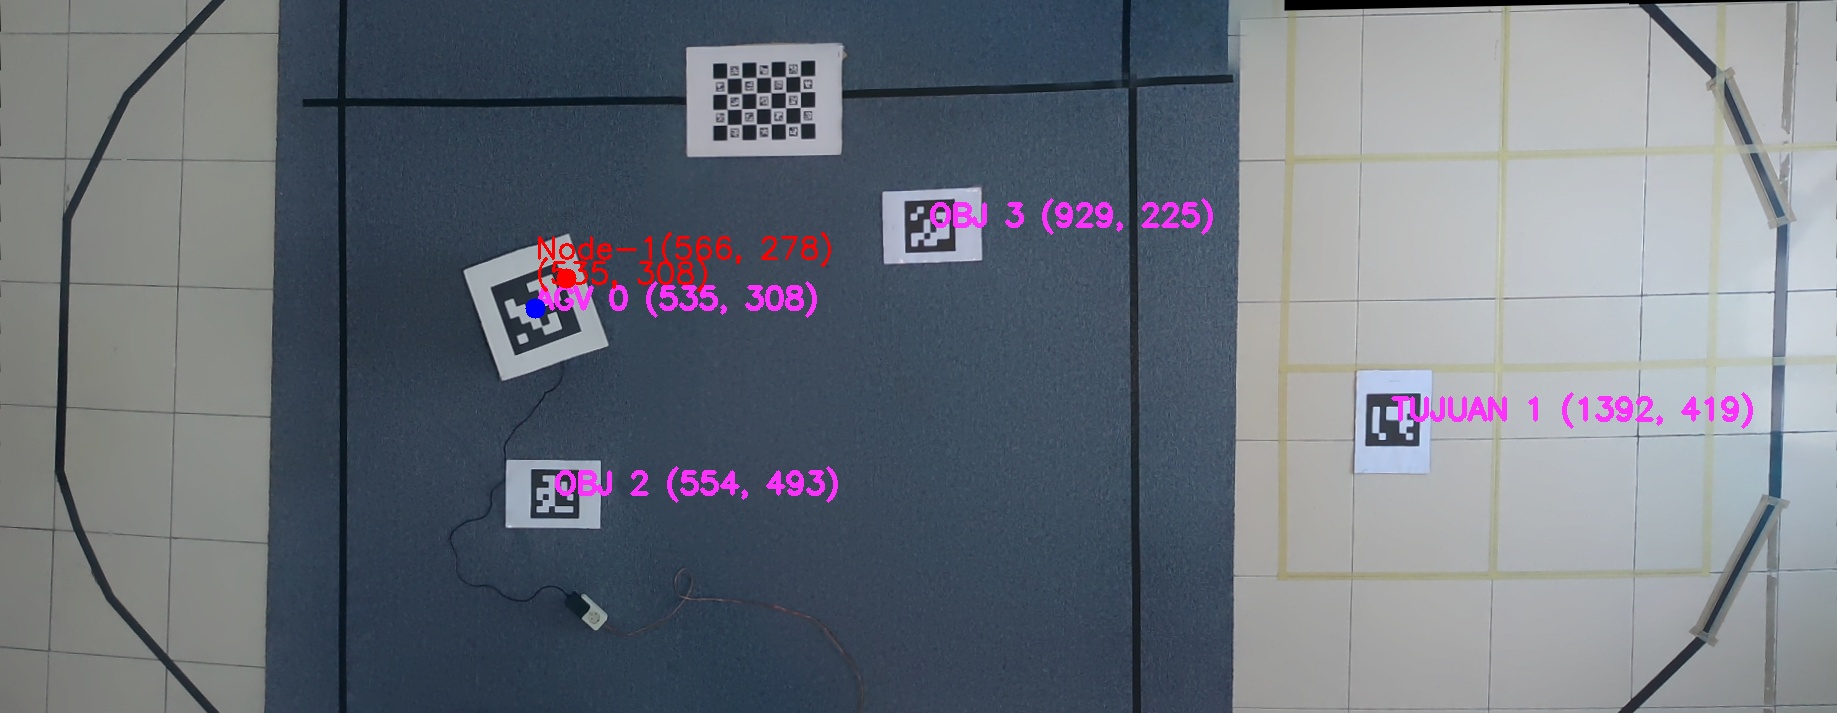 OBJ 3 (929, 225)
Node-1(566, 278)
(535, 308)
AGV 0 (535, 308)
TUJUAN 1 (1392, 419)
OBJ 2 (554, 493)